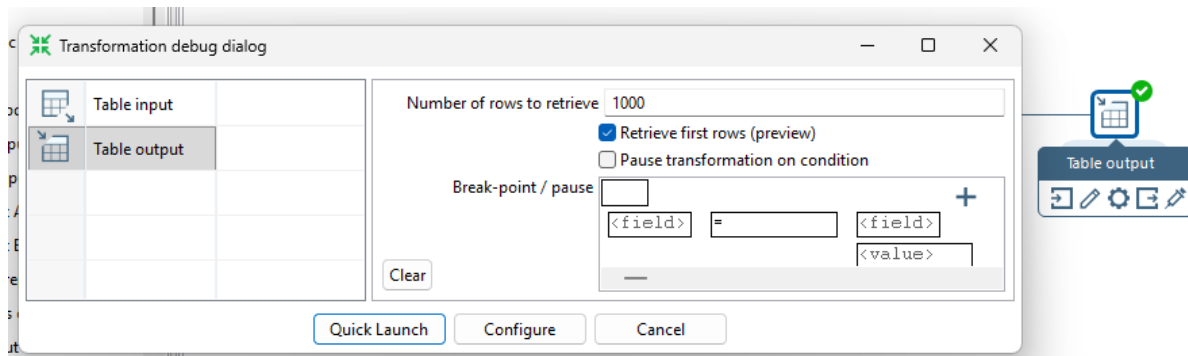 Transformation debug dialog
Table input
Table output
Number of rows to retrieve 1000
Retrieve first rows (preview)
Pause transformation on condition
Break-point / pause
<field> = <field>
<value>
Clear
Quick Launch Configure Cancel
Table output